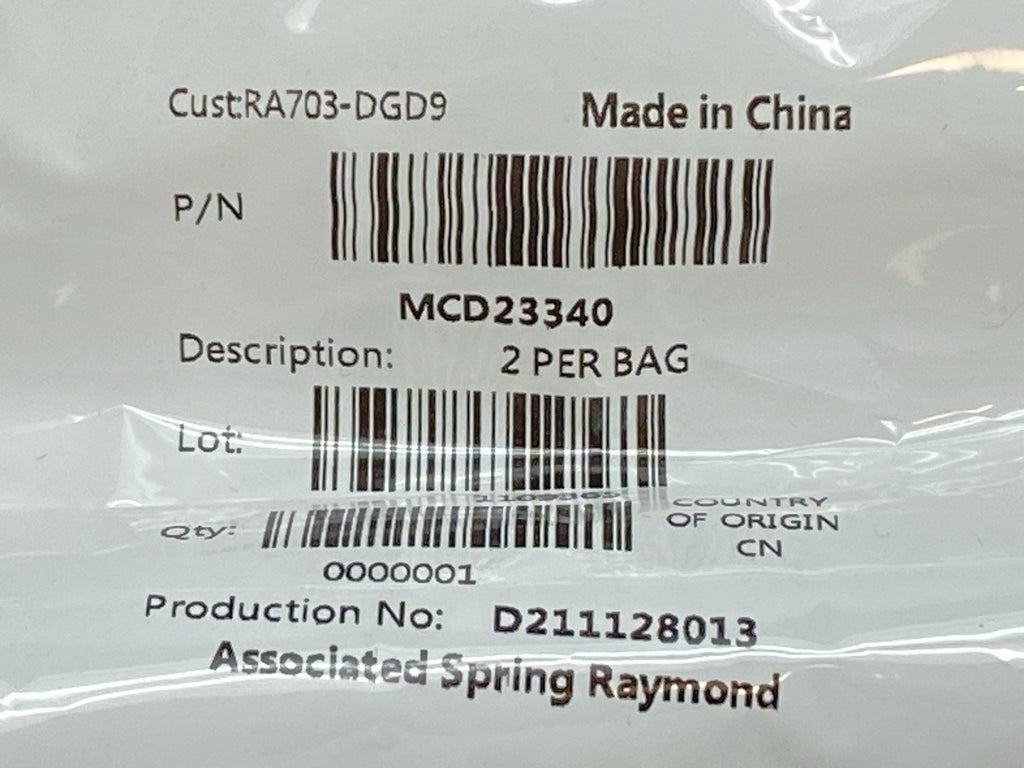 Cust:RA703-DGD9
Made in China
P/N
MCD23340
Description: 2 PER BAG
Lot:
COUNTRY
OF ORIGIN
CN
Qty:
0000001
Production No: D211128013
Associated Spring Raymond